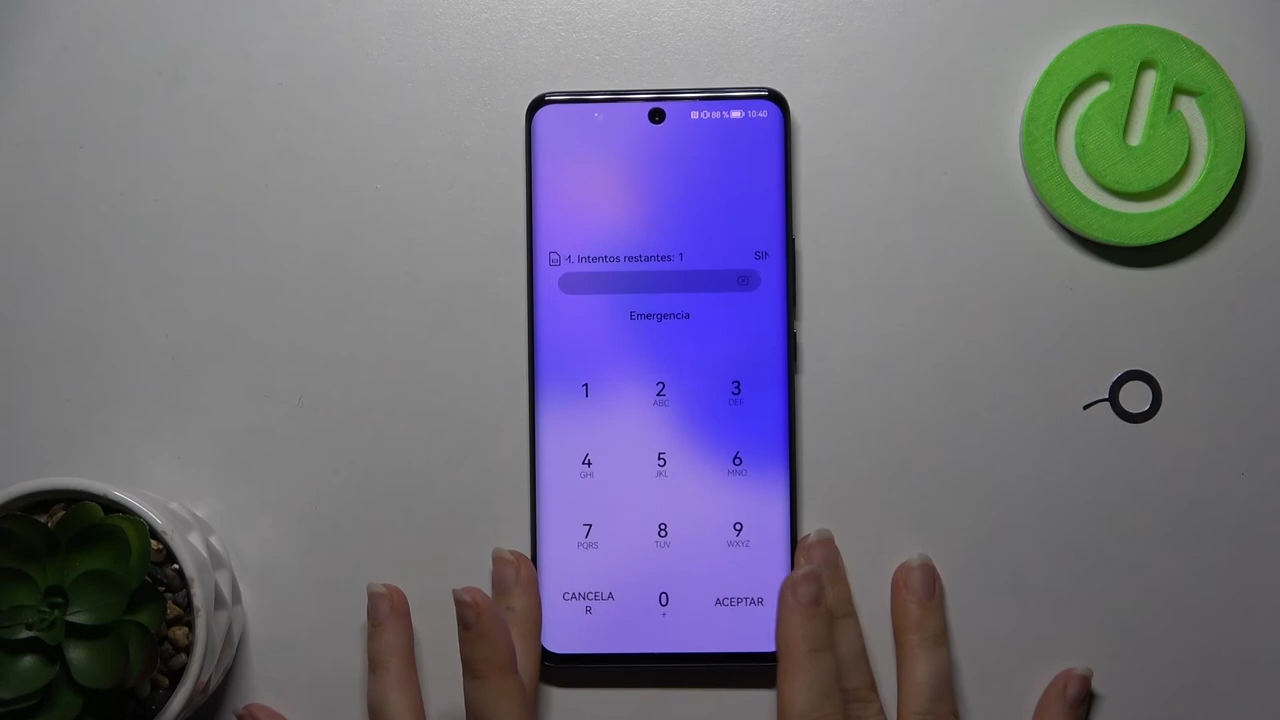 88 % 10:40
1. Intentos restantes: 1
Emergencia
1
2
ABC
3
DEF
4
GHI
5
JKL
6
MNO
7
PQRS
8
TUV
9
WXYZ
CANCELA
R
0
+
ACEPTAR